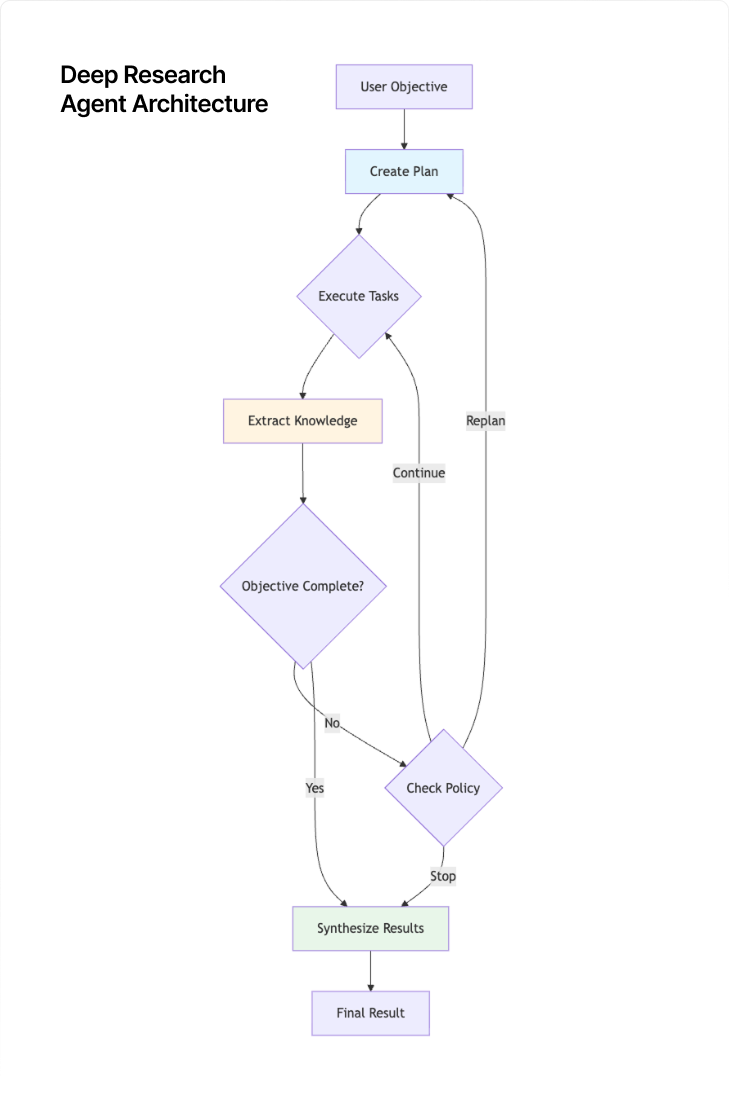 Deep Research
Agent Architecture
User Objective
Create Plan
Execute Tasks
Extract Knowledge
Replan
Continue
Objective Complete?
No
Yes
Check Policy
Stop
Synthesize Results
Final Result